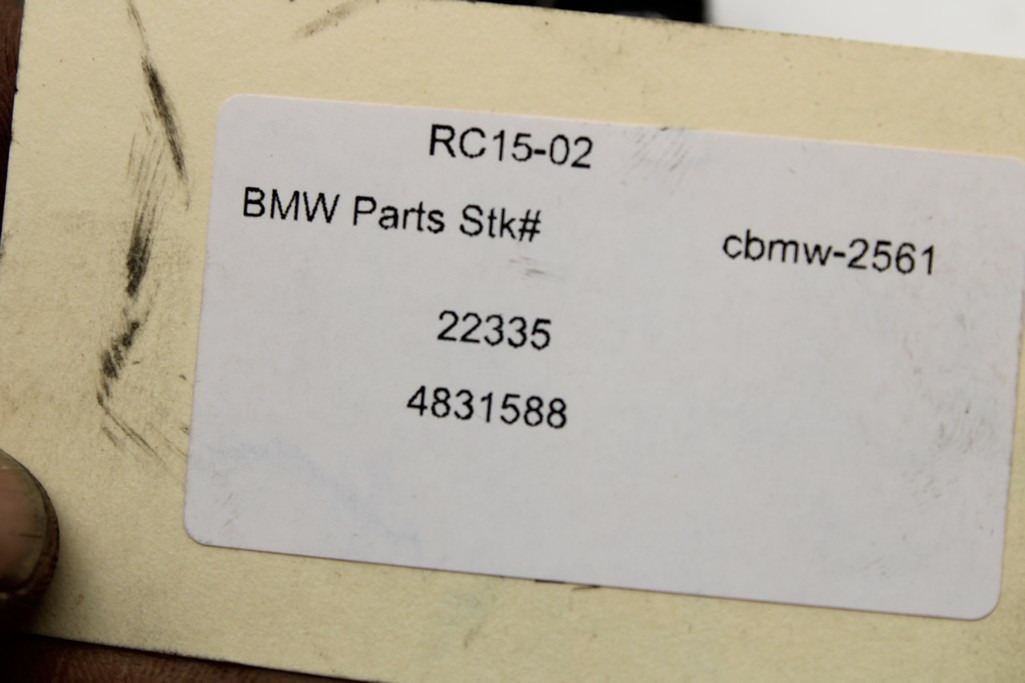 RC15-02
BMW Parts Stk#
cbmw-2561
22335
4831588